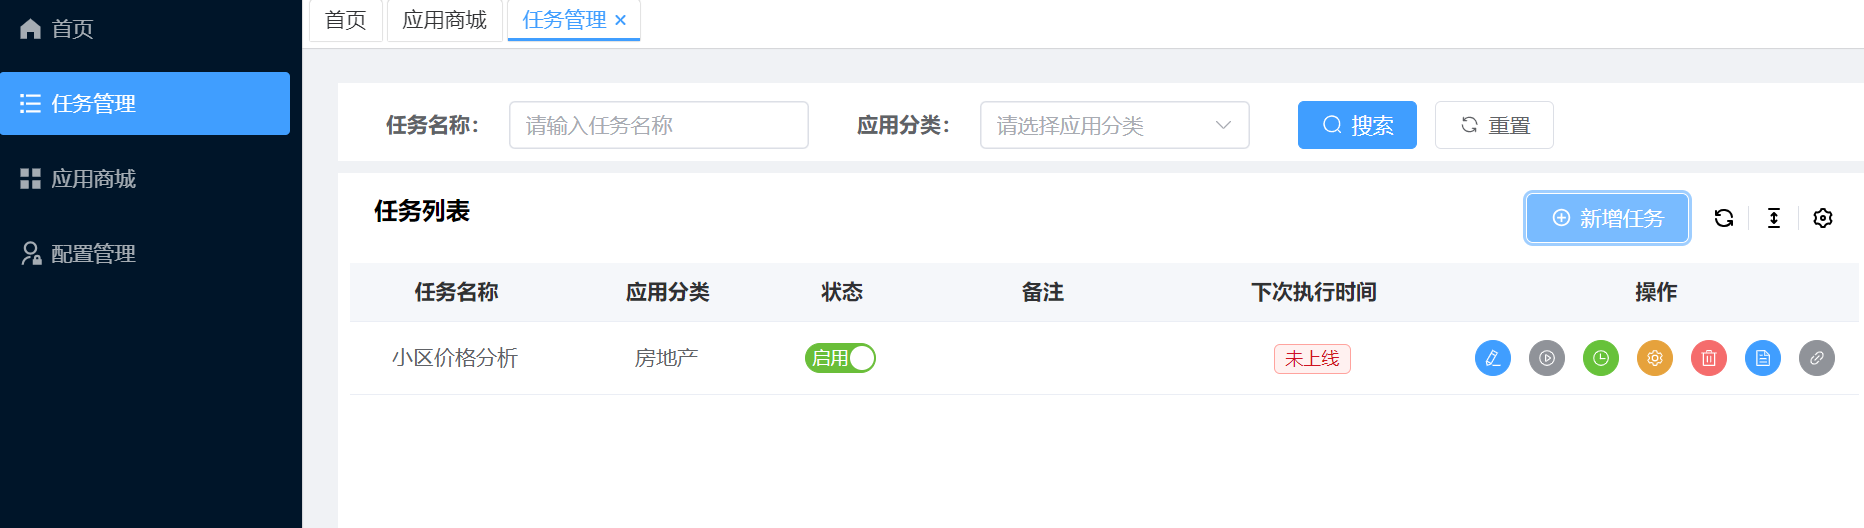 首页
任务管理
应用商城
配置管理
首页 应用商城 任务管理
任务名称： 请输入任务名称 应用分类： 请选择应用分类 搜索 重置
任务列表 新增任务
任务名称 应用分类 状态 备注 下次执行时间 操作
小区价格分析 房地产 启用 未上线